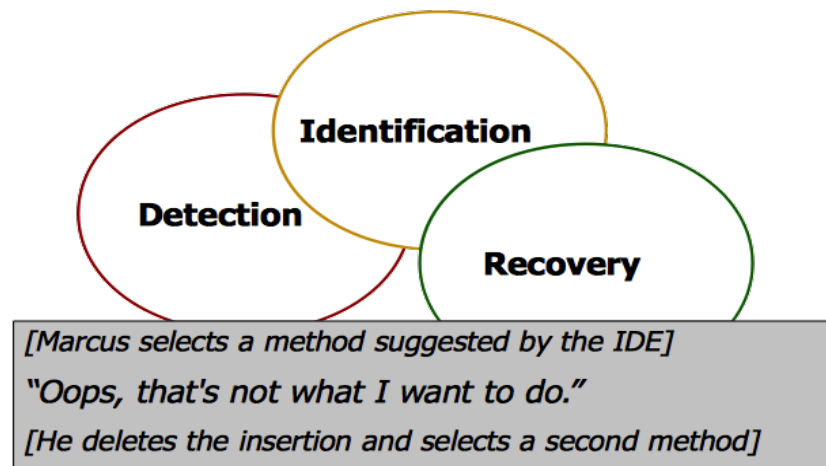 Identification
Detection
Recovery
[Marcus selects a method suggested by the IDE]
“Oops, that's not what I want to do.”
[He deletes the insertion and selects a second method]